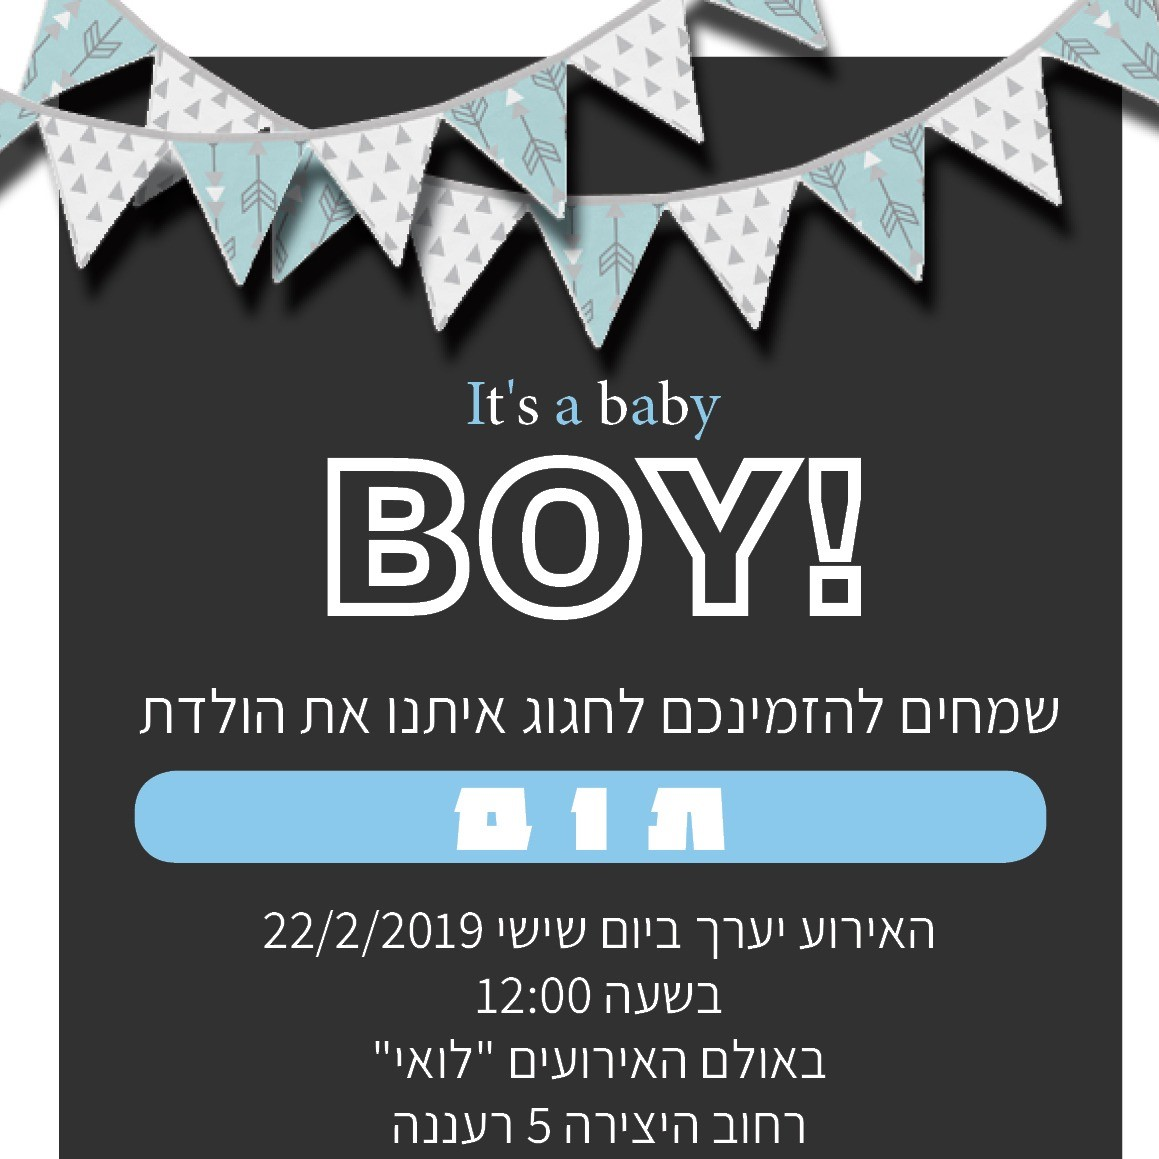 It's a baby
BOY!
שמחים להזמינכם לחגוג איתנו את הולדת
תום
האירוע יערך ביום שישי 22/2/2019
בשעה 12:00
באולם האירועים "לואי"
רחוב היצירה 5 רעננה